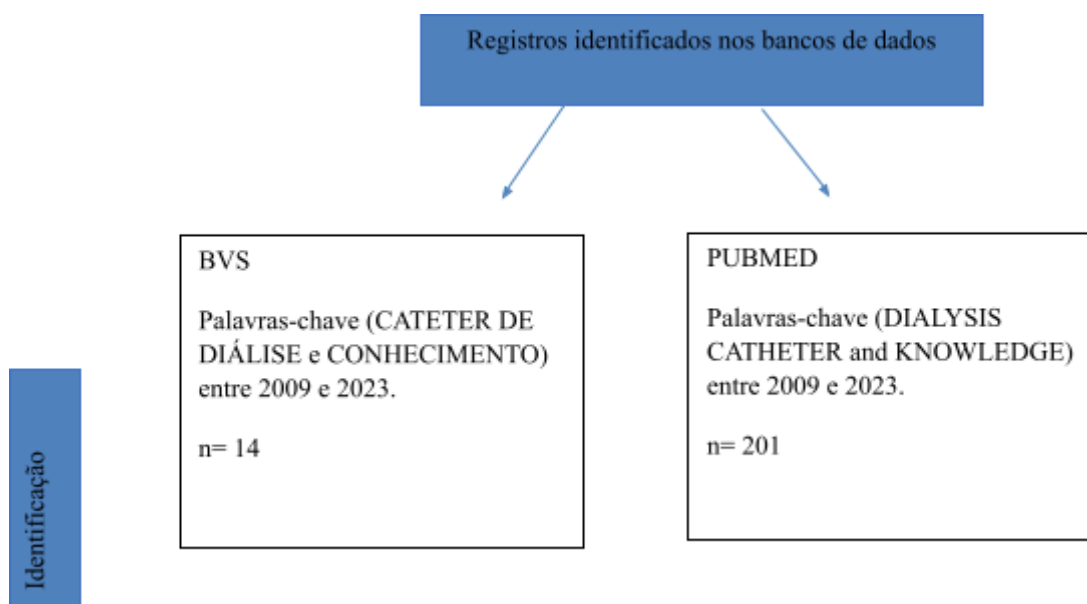 Registros identificados nos bancos de dados
BVS
Palavras-chave (CATETER DE
DIÁLISE e CONHECIMENTO)
entre 2009 e 2023.
n= 14
PUBMED
Palavras-chave (DIALYSIS
CATHETER and KNOWLEDGE)
entre 2009 e 2023.
n= 201
Identificação